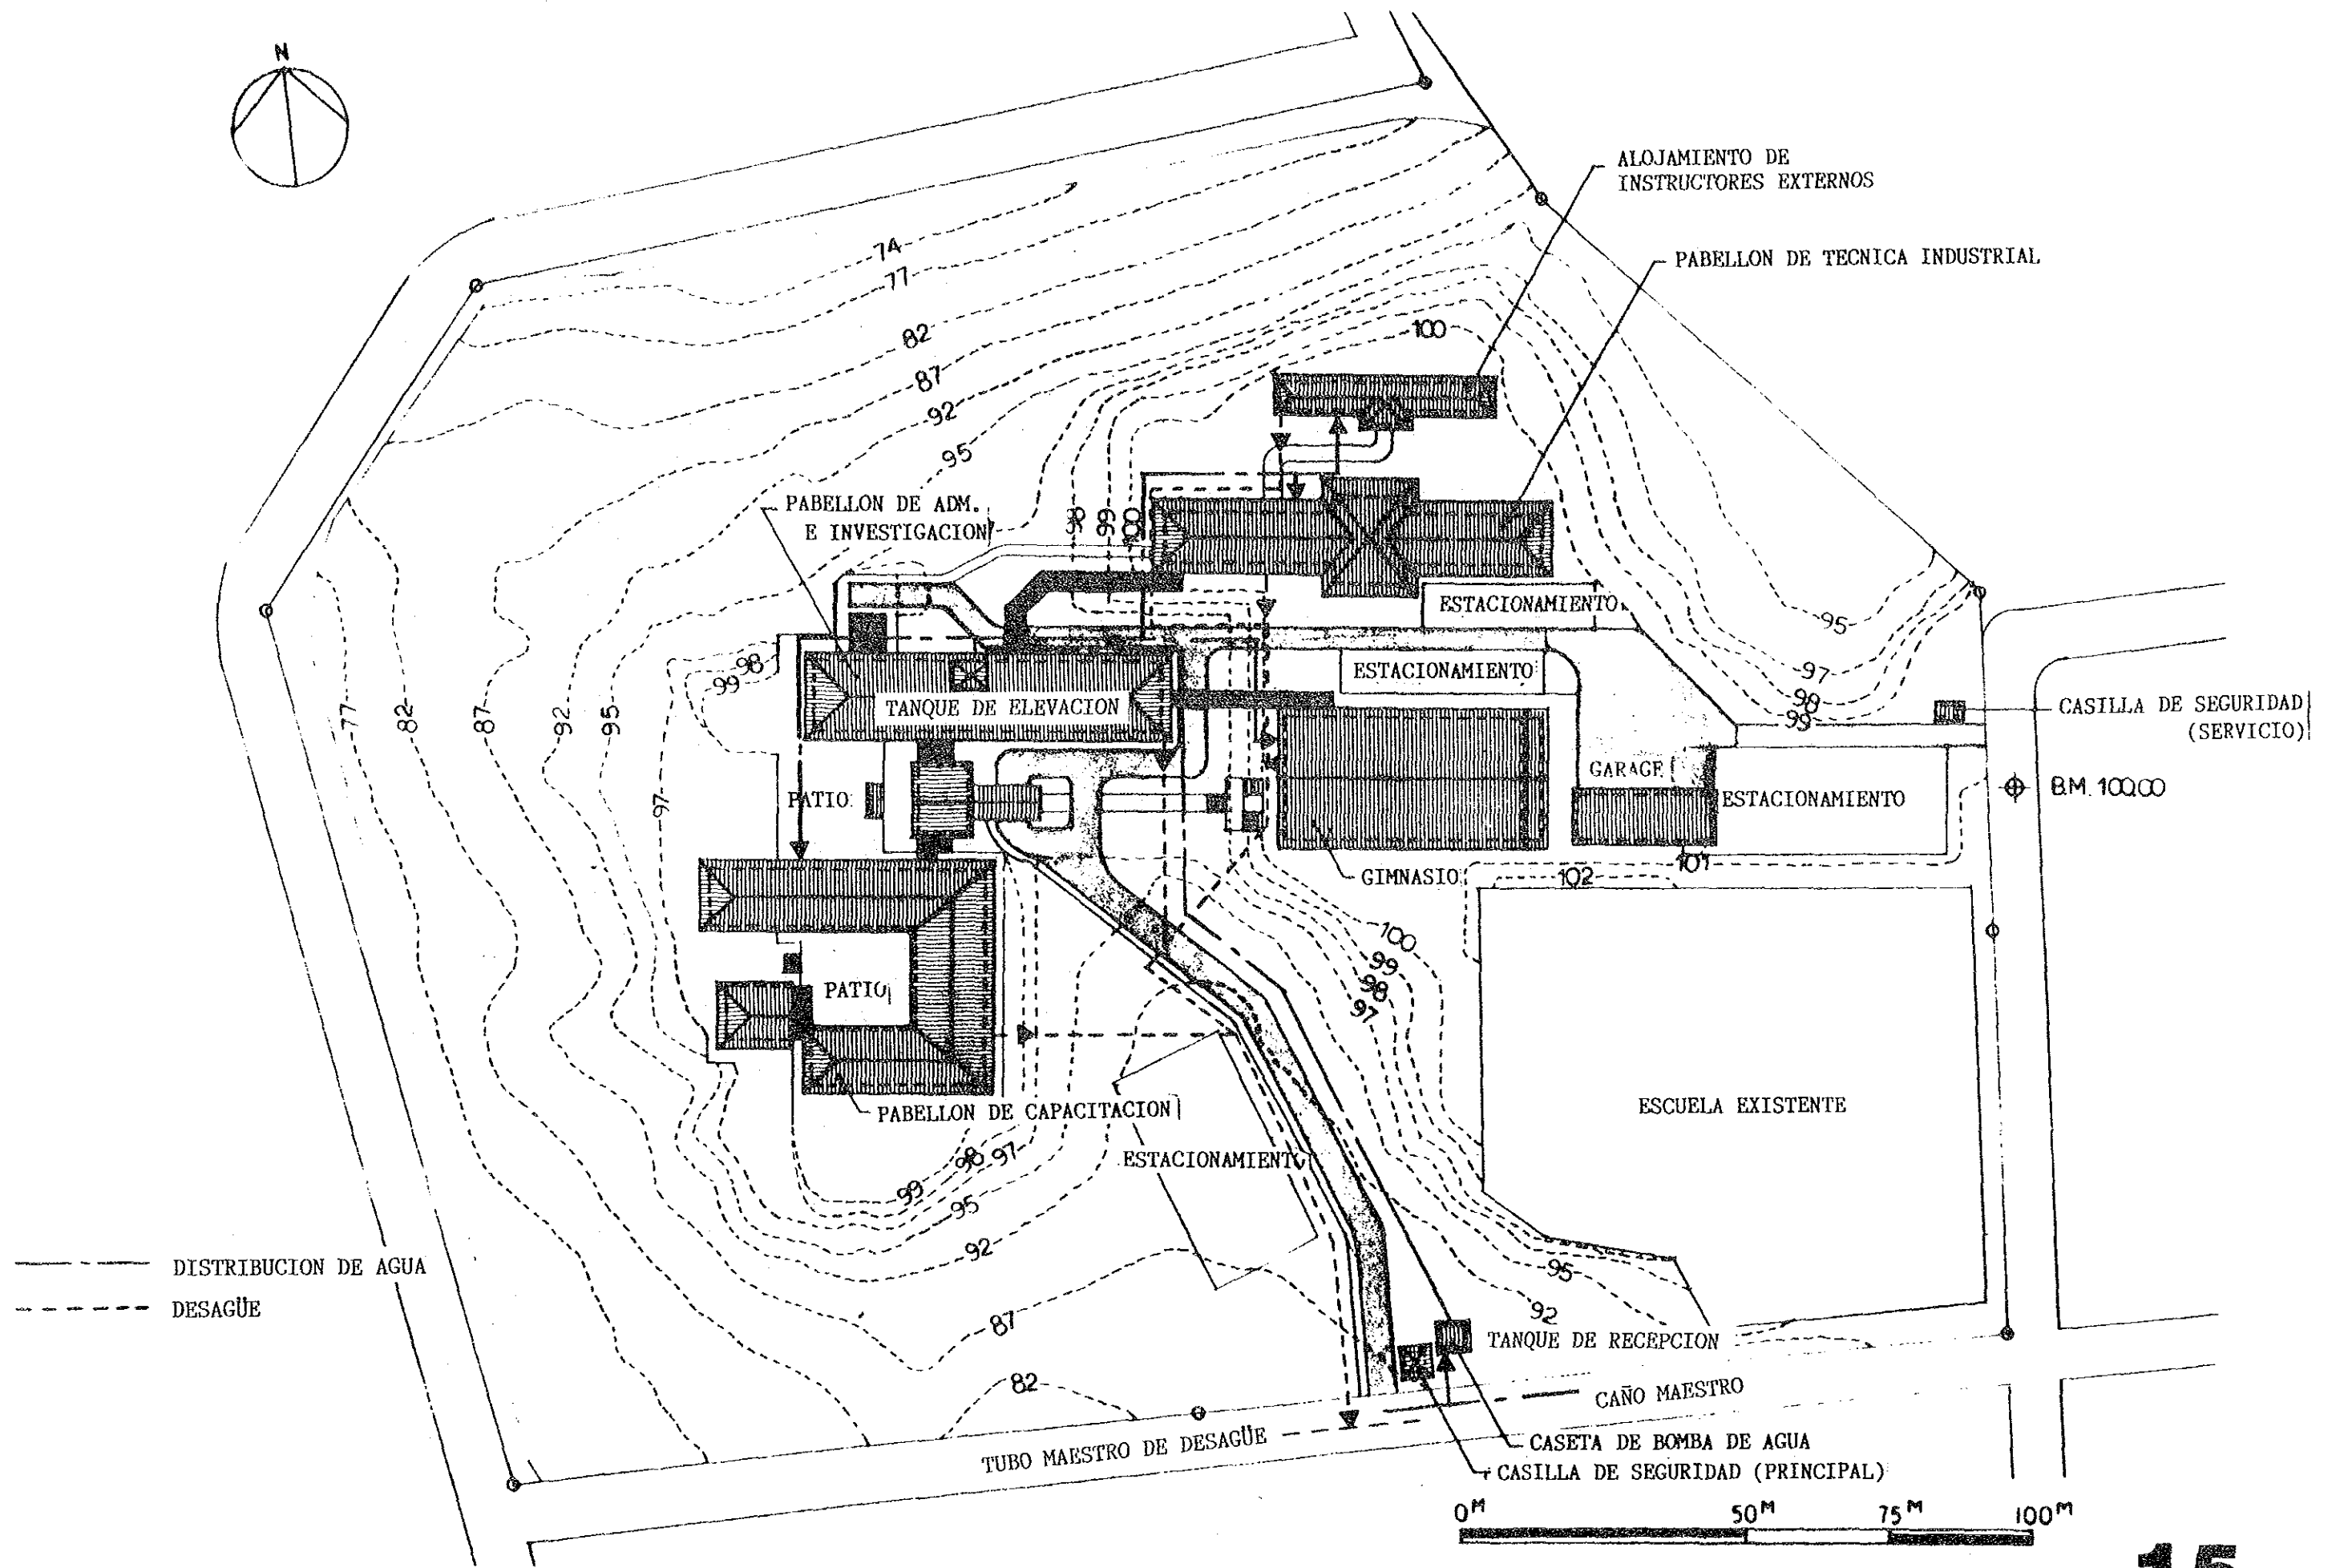 N
ALOJAMIENTO DE
INSTRUCTORES EXTERNOS
PABELLON DE TECNICA INDUSTRIAL
74
77
82
87
92
95
100
PABELLON DE ADM.
E INVESTIGACION
98
99
100
ESTACIONAMIENTO
95
97
98
99
ESTACIONAMIENTO
98
99
TANQUE DE ELEVACION
CASILLA DE SEGURIDAD
(SERVICIO)
77
82
87
92
95
97
PATIO
GARAGE
ESTACIONAMIENTO
B.M. 100.00
GIMNASIO
102
101
100
99
98
97
PATIO
PABELLON DE CAPACITACION
ESCUELA EXISTENTE
ESTACIONAMIENTO
98
97
99
95
92
87
82
95
92
DISTRIBUCION DE AGUA
DESAGÜE
TANQUE DE RECEPCION
CAÑO MAESTRO
TUBO MAESTRO DE DESAGÜE
CASETA DE BOMBA DE AGUA
CASILLA DE SEGURIDAD (PRINCIPAL)
0M 50M 75M 100M
15